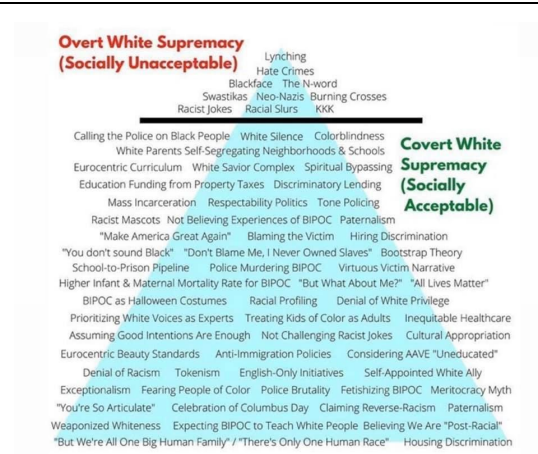 Overt White Supremacy
(Socially Unacceptable)
Lynching
Hate Crimes
Blackface The N-word
Swastikas Neo-Nazis Burning Crosses
Racist Jokes Racial Slurs KKK
Covert White
Supremacy
(Socially
Acceptable)
Calling the Police on Black People White Silence Colorblindness
White Parents Self-Segregating Neighborhoods & Schools
Eurocentric Curriculum White Savior Complex Spiritual Bypassing
Education Funding from Property Taxes Discriminatory Lending
Mass Incarceration Respectability Politics Tone Policing
Racist Mascots Not Believing Experiences of BIPOC Paternalism
"Make America Great Again" Blaming the Victim Hiring Discrimination
"You don't sound Black" "Don't Blame Me, I Never Owned Slaves" Bootstrap Theory
School-to-Prison Pipeline Police Murdering BIPOC Virtuous Victim Narrative
Higher Infant & Maternal Mortality Rate for BIPOC "But What About Me?" "All Lives Matter"
BIPOC as Halloween Costumes Racial Profiling Denial of White Privilege
Prioritizing White Voices as Experts Treating Kids of Color as Adults Inequitable Healthcare
Assuming Good Intentions Are Enough Not Challenging Racist Jokes Cultural Appropriation
Eurocentric Beauty Standards Anti-Immigration Policies Considering AAVE "Uneducated"
Denial of Racism Tokenism English-Only Initiatives Self-Appointed White Ally
Exceptionalism Fearing People of Color Police Brutality Fetishizing BIPOC Meritocracy Myth
"You're So Articulate" Celebration of Columbus Day Claiming Reverse-Racism Paternalism
Weaponized Whiteness Expecting BIPOC to Teach White People Believing We Are "Post-Racial"
"But We're All One Big Human Family" / "There's Only One Human Race" Housing Discrimination